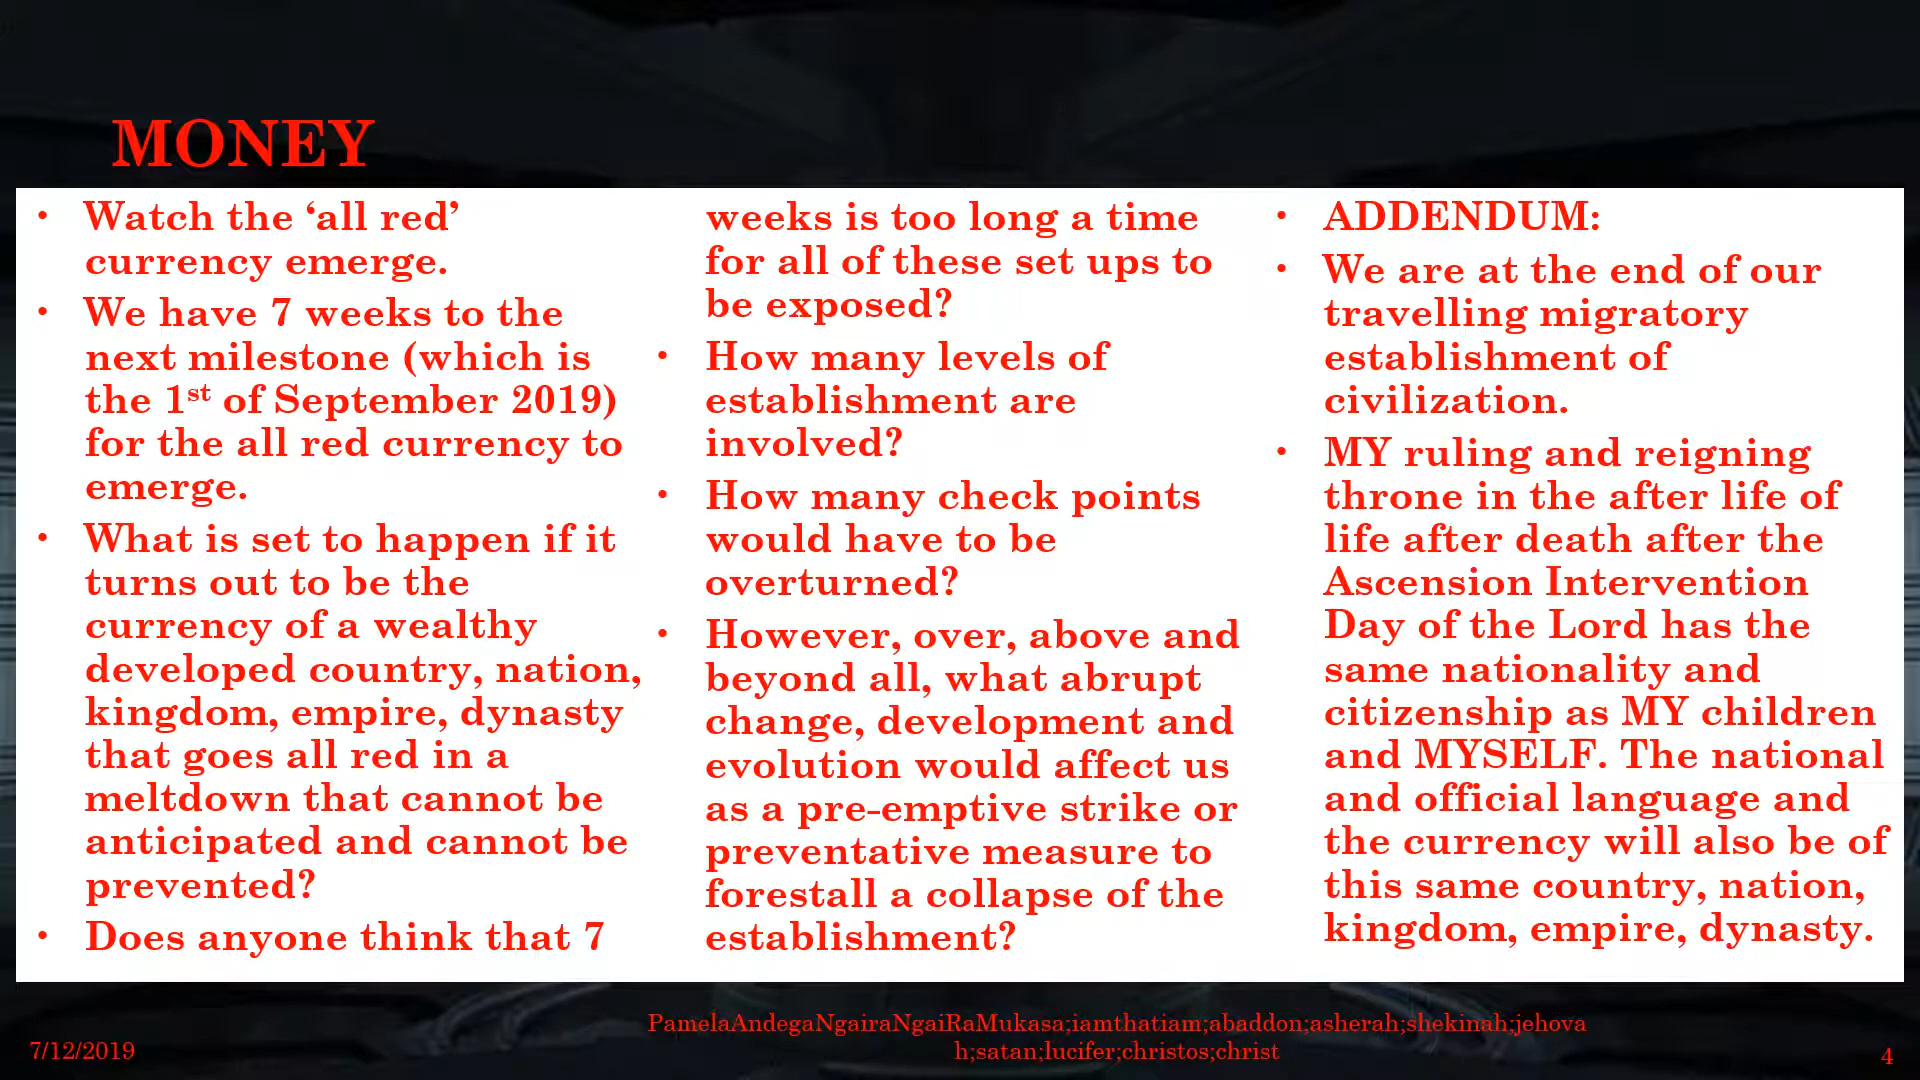 MONEY
• Watch the ‘all red’
currency emerge.
• We have 7 weeks to the
next milestone (which is
the 1st of September 2019)
for the all red currency to
emerge.
• What is set to happen if it
turns out to be the
currency of a wealthy
developed country, nation,
kingdom, empire, dynasty
that goes all red in a
meltdown that cannot be
anticipated and cannot be
prevented?
• Does anyone think that 7
weeks is too long a time
for all of these set ups to
be exposed?
• How many levels of
establishment are
involved?
• How many check points
would have to be
overturned?
• However, over, above and
beyond all, what abrupt
change, development and
evolution would affect us
as a pre-emptive strike or
preventative measure to
forestall a collapse of the
establishment?
• ADDENDUM:
• We are at the end of our
travelling migratory
establishment of
civilization.
• MY ruling and reigning
throne in the after life of
life after death after the
Ascension Intervention
Day of the Lord has the
same nationality and
citizenship as MY children
and MYSELF. The national
and official language and
the currency will also be of
this same country, nation,
kingdom, empire, dynasty.
7/12/2019
PamelaAndegaNgairaNgaiRaMukasa;iamthatiam;abaddon;asherah;shekinah;jehova
h;satan;lucifer;christos;christ
4